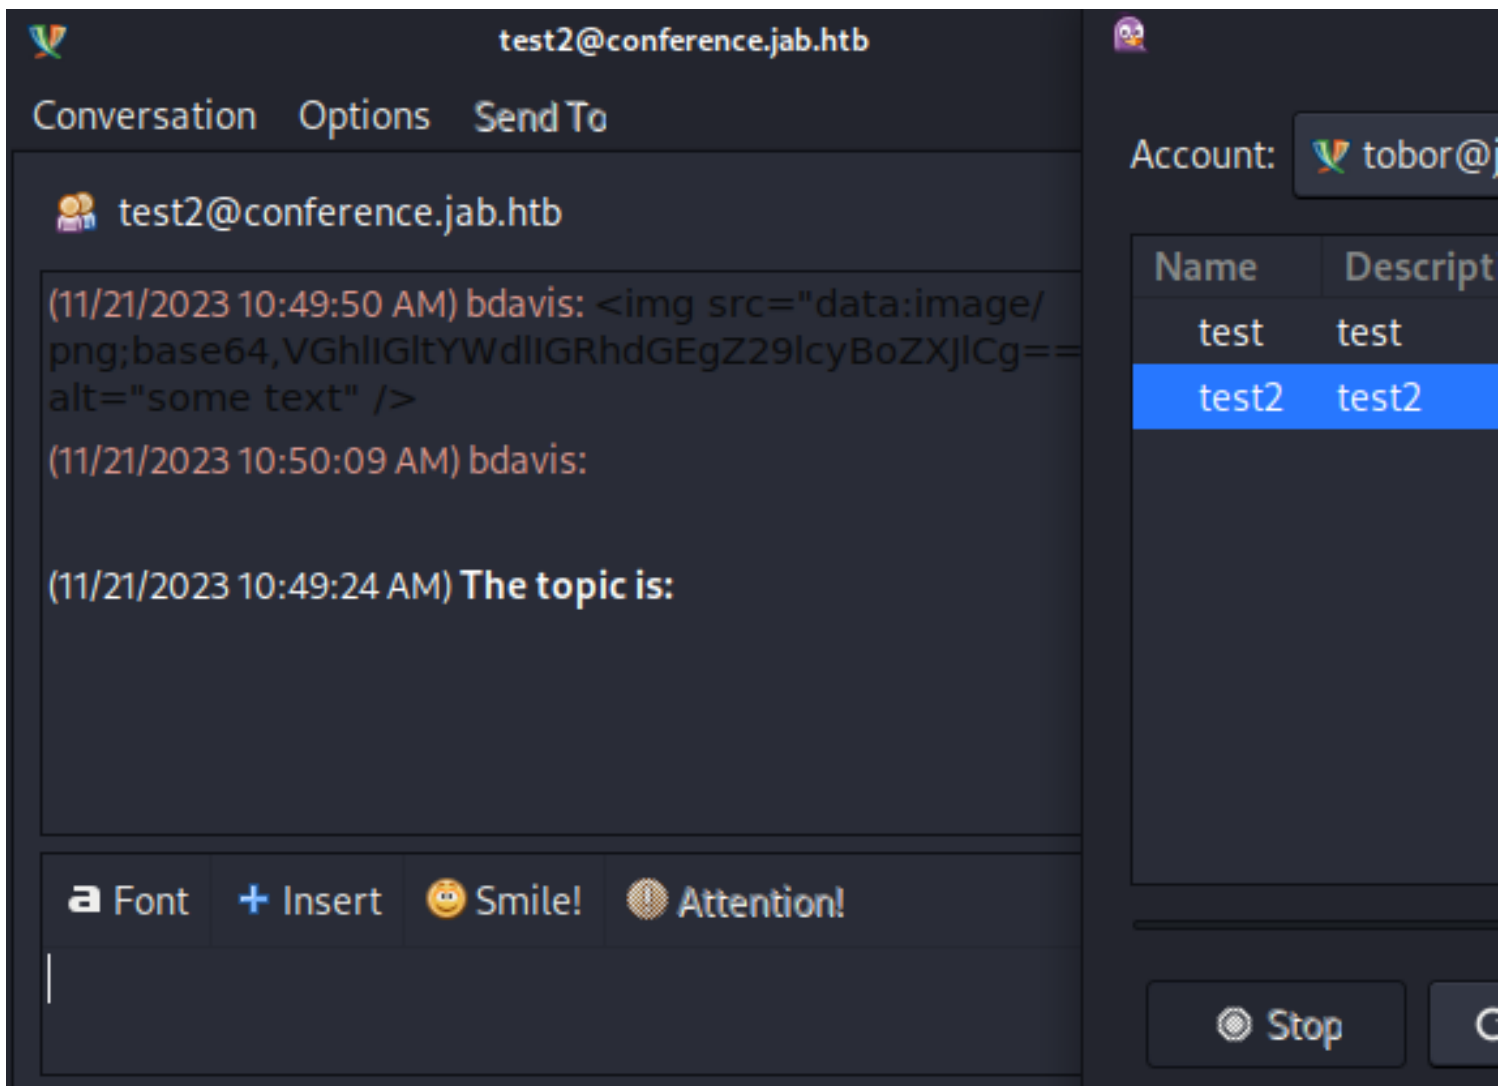 test2@conference.jab.htb
Conversation Options Send To
test2@conference.jab.htb
(11/21/2023 10:49:50 AM) bdavis: <img src="data:image/
png;base64,VGhlIGltYWdlIGRhdGEgZ29lcyBoZXJlCg==
alt="some text" />
(11/21/2023 10:50:09 AM) bdavis:
(11/21/2023 10:49:24 AM) The topic is:
a Font + Insert Smile! Attention!
Account: tobor@j
Name Descript
test test
test2 test2
Stop